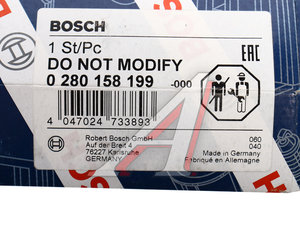 BOSCH
1 St/Pc
DO NOT MODIFY
0 280 158 199 -000
EAC
4 047024 733893
Robert Bosch GmbH
Auf der Breit 4
76227 Karlsruhe
GERMANY
060
040
Made in Germany
Fabriqué en Allemagne